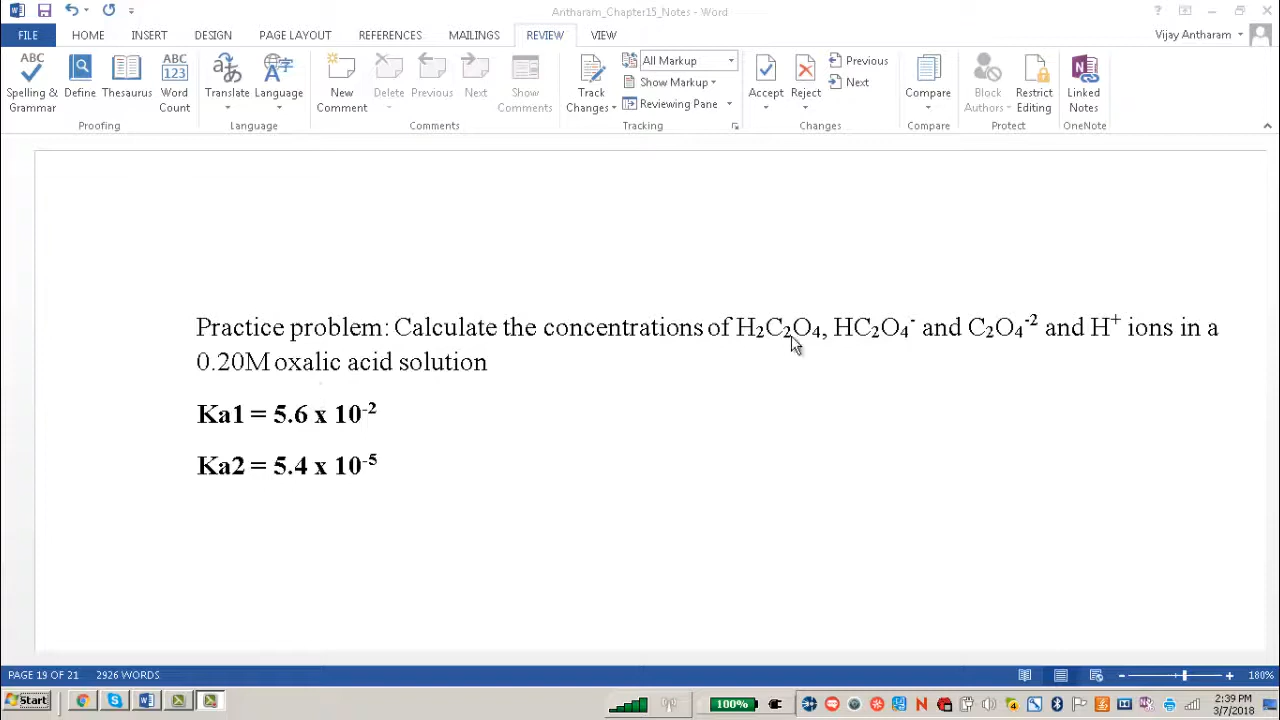 Antharam_Chapter15_Notes - Word
FILE HOME INSERT DESIGN PAGE LAYOUT REFERENCES MAILINGS REVIEW VIEW Vijay Antharam
ABC Spelling & Grammar
Define
Thesaurus
ABC 123 Word Count
Proofing
Translate
Language
Language
New Comment
Delete
Previous
Next
Show Comments
Comments
Track Changes
All Markup
Show Markup
Reviewing Pane
Tracking
Accept
Reject
Previous
Next
Changes
Compare
Compare
Block Authors
Restrict Editing
Protect
Linked Notes
OneNote
Practice problem: Calculate the concentrations of H₂C₂O₄, HC₂O₄⁻ and C₂O₄⁻² and H⁺ ions in a
0.20M oxalic acid solution
Ka1 = 5.6 x 10⁻²
Ka2 = 5.4 x 10⁻⁵
PAGE 19 OF 21 2926 WORDS 180%
Start 100% 2:39 PM
3/7/2018